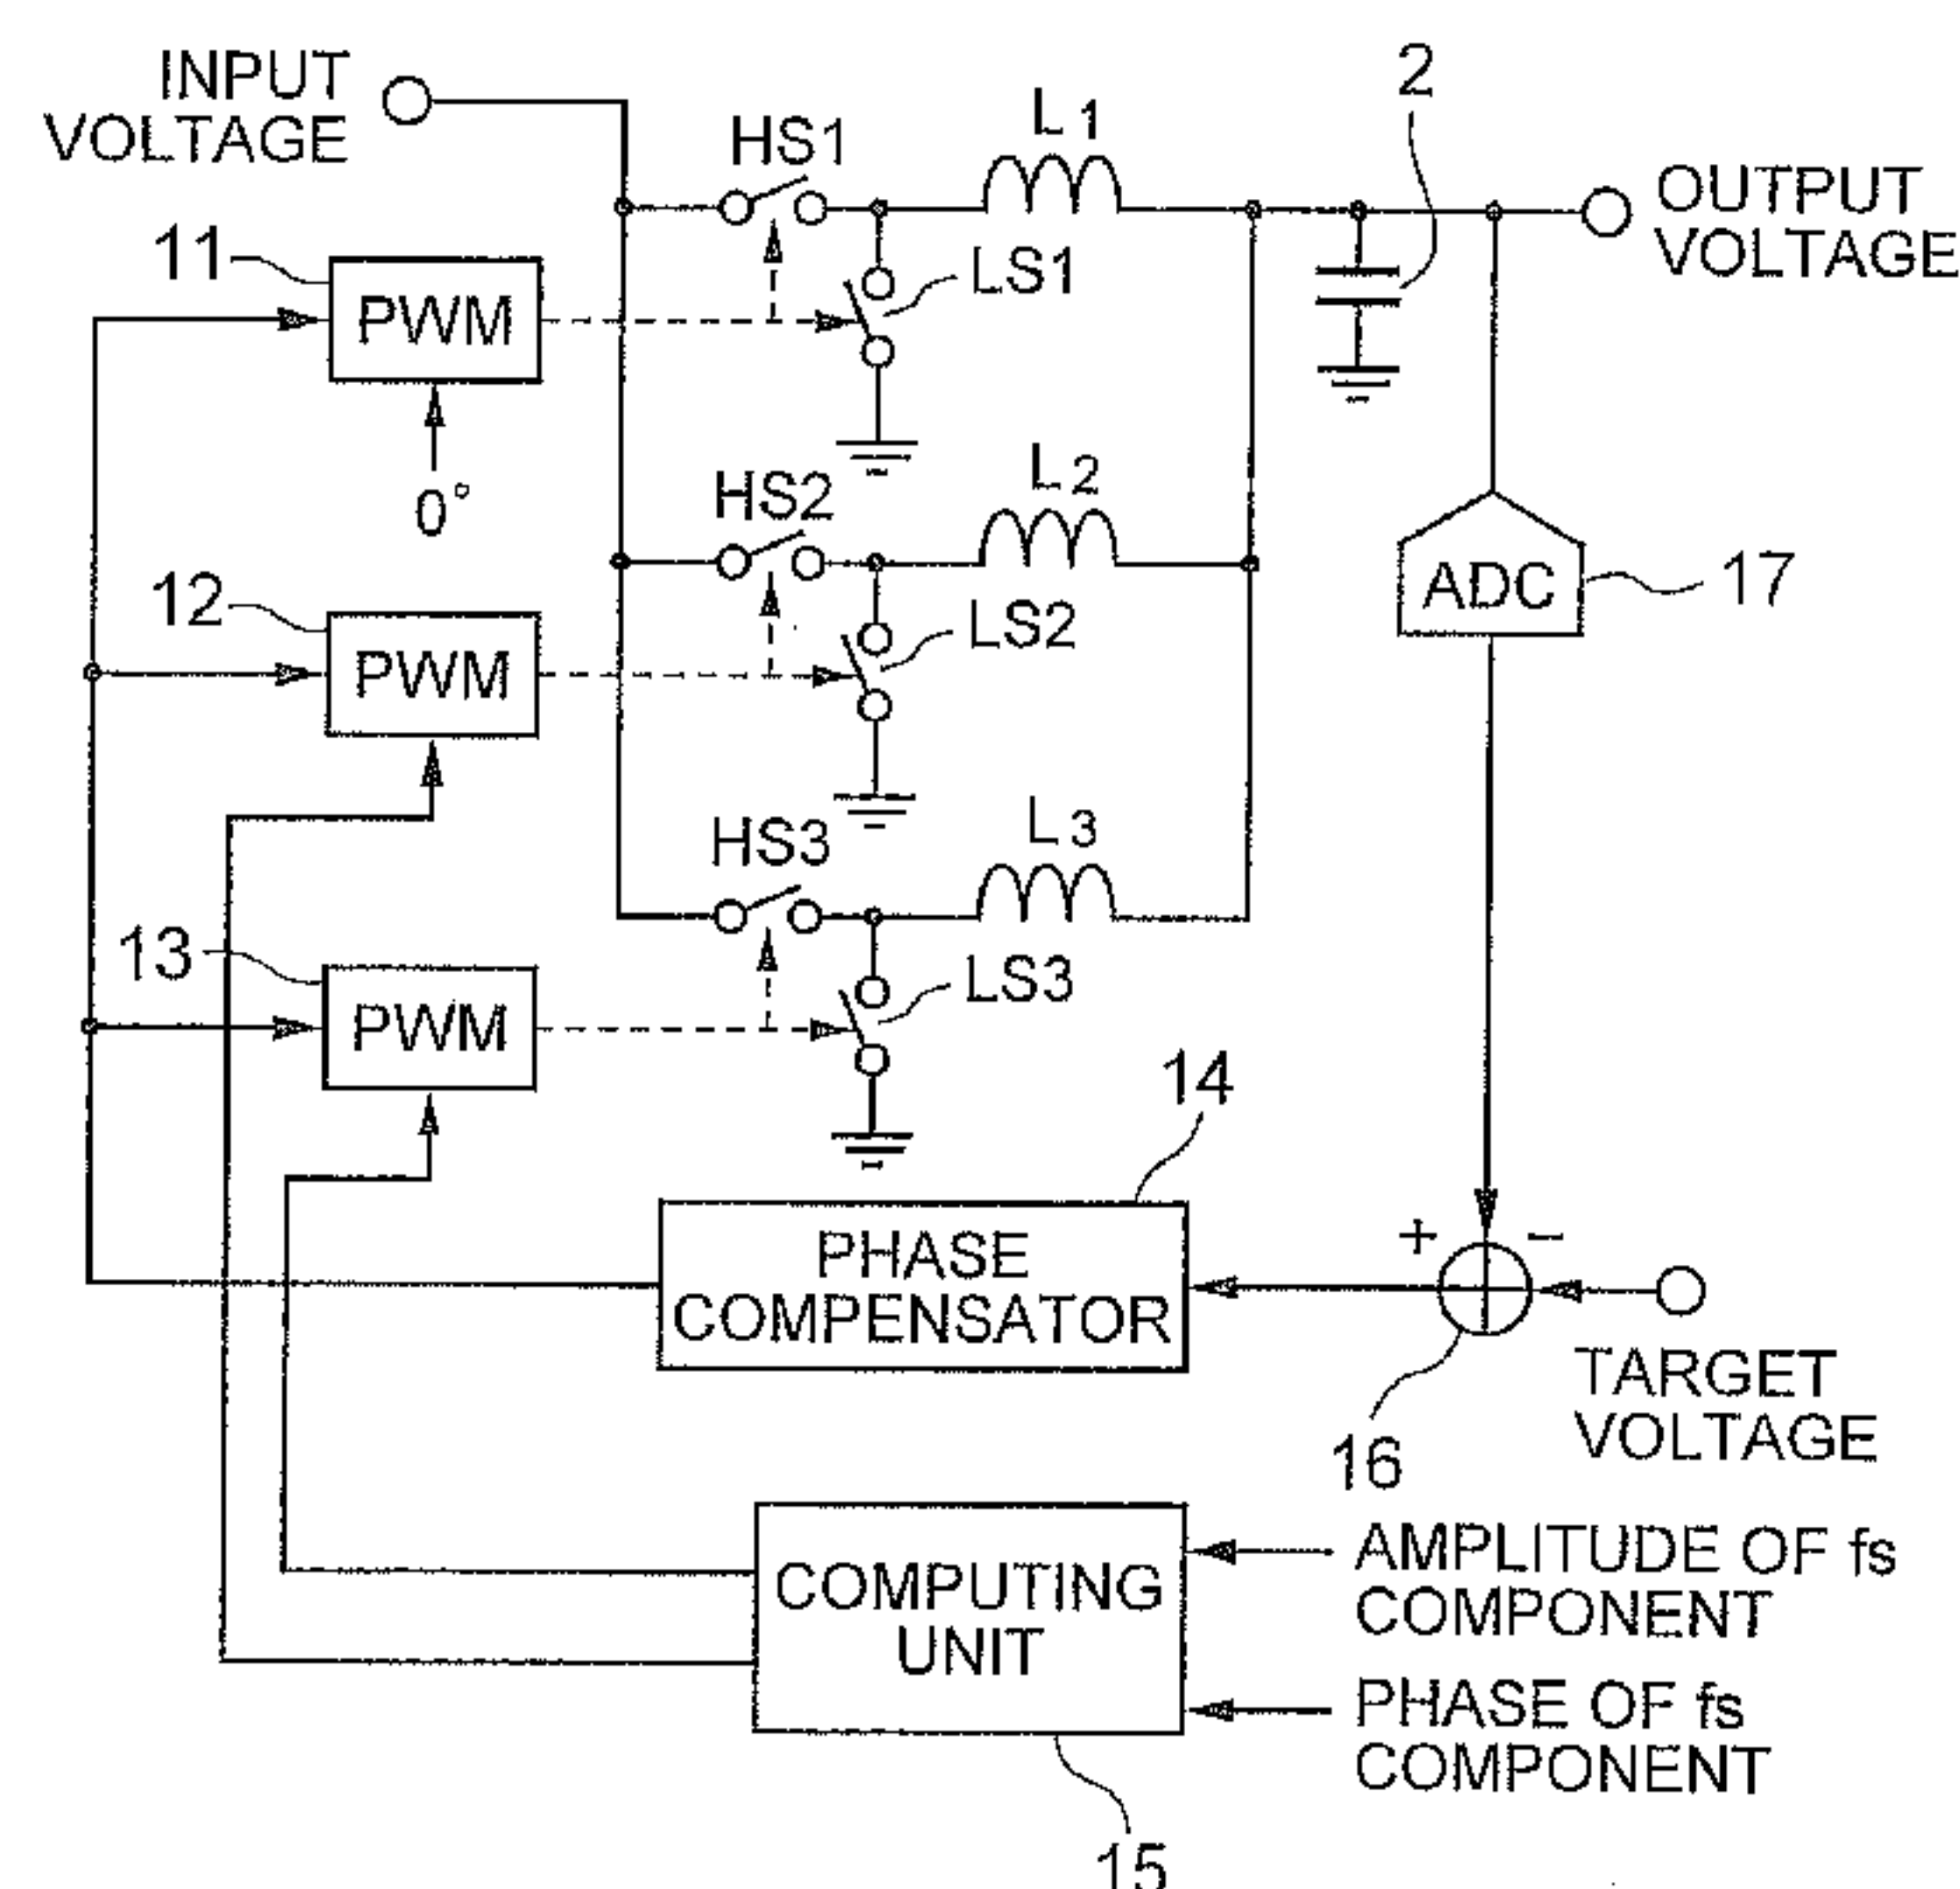 INPUT
VOLTAGE
HS1
L1
2
OUTPUT
VOLTAGE
11
PWM
LS1
0°
HS2
L2
12
PWM
LS2
ADC
17
HS3
L3
13
PWM
LS3
14
PHASE
COMPENSATOR
+
−
16
TARGET
VOLTAGE
COMPUTING
UNIT
AMPLITUDE OF fs
COMPONENT
PHASE OF fs
COMPONENT
15